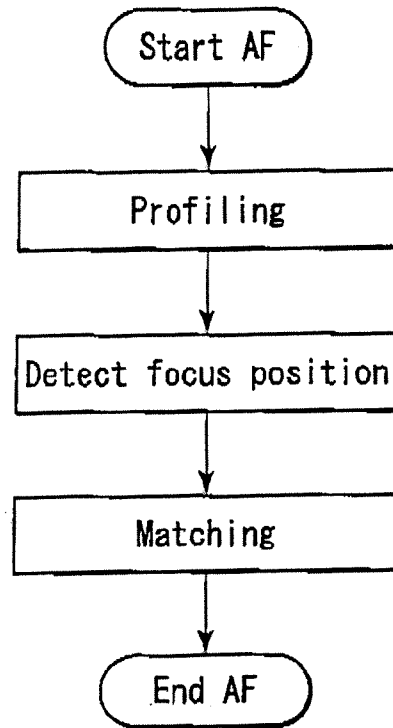 Start AF
Profiling
Detect focus position
Matching
End AF